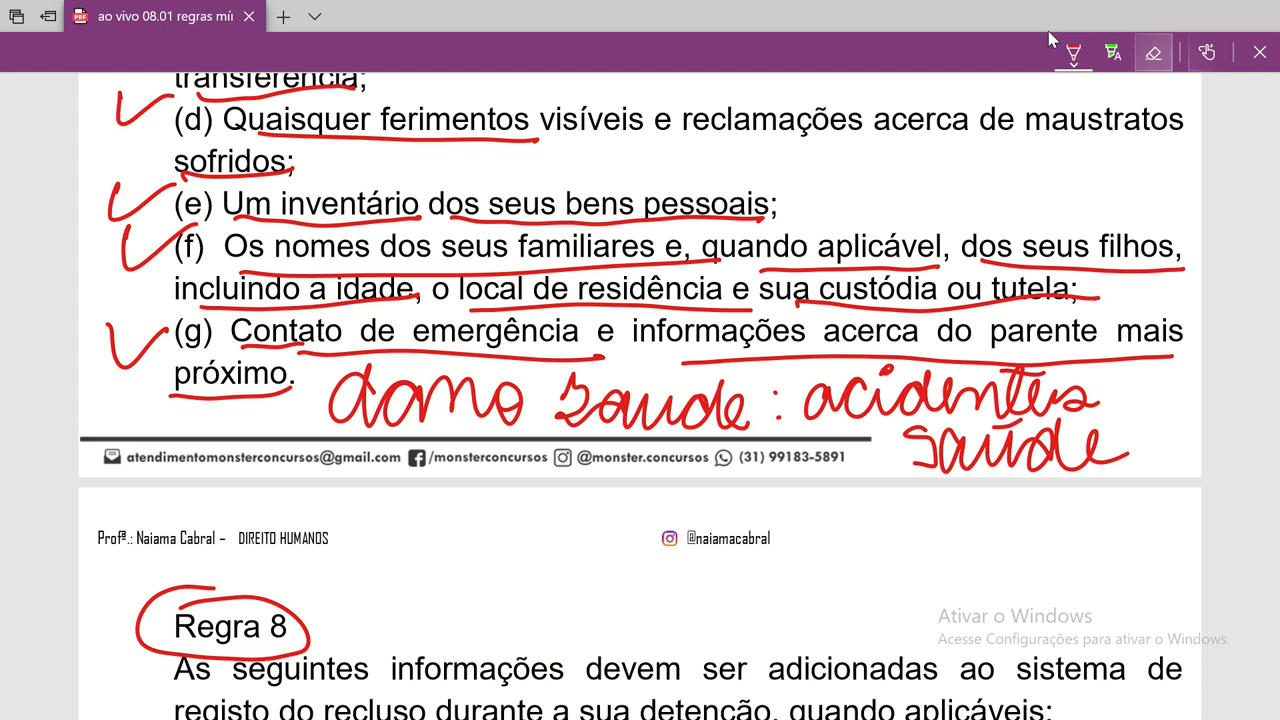 ao vivo 08.01 regras mí
transferência;
(d) Quaisquer ferimentos visíveis e reclamações acerca de maustratos
sofridos;
(e) Um inventário dos seus bens pessoais;
(f) Os nomes dos seus familiares e, quando aplicável, dos seus filhos,
incluindo a idade, o local de residência e sua custódia ou tutela;
(g) Contato de emergência e informações acerca do parente mais
próximo.
saude: acidentes
saúde
atendimentomonsterconcursos@gmail.com /monsterconcursos @monster.concursos (31) 99183-5891
Profª.: Naiama Cabral – DIREITO HUMANOS @naiamacabral
Regra 8
Ativar o Windows
Acesse Configurações para ativar o Windows.
As seguintes informações devem ser adicionadas ao sistema de
registo do recluso durante a sua detenção, quando aplicáveis: